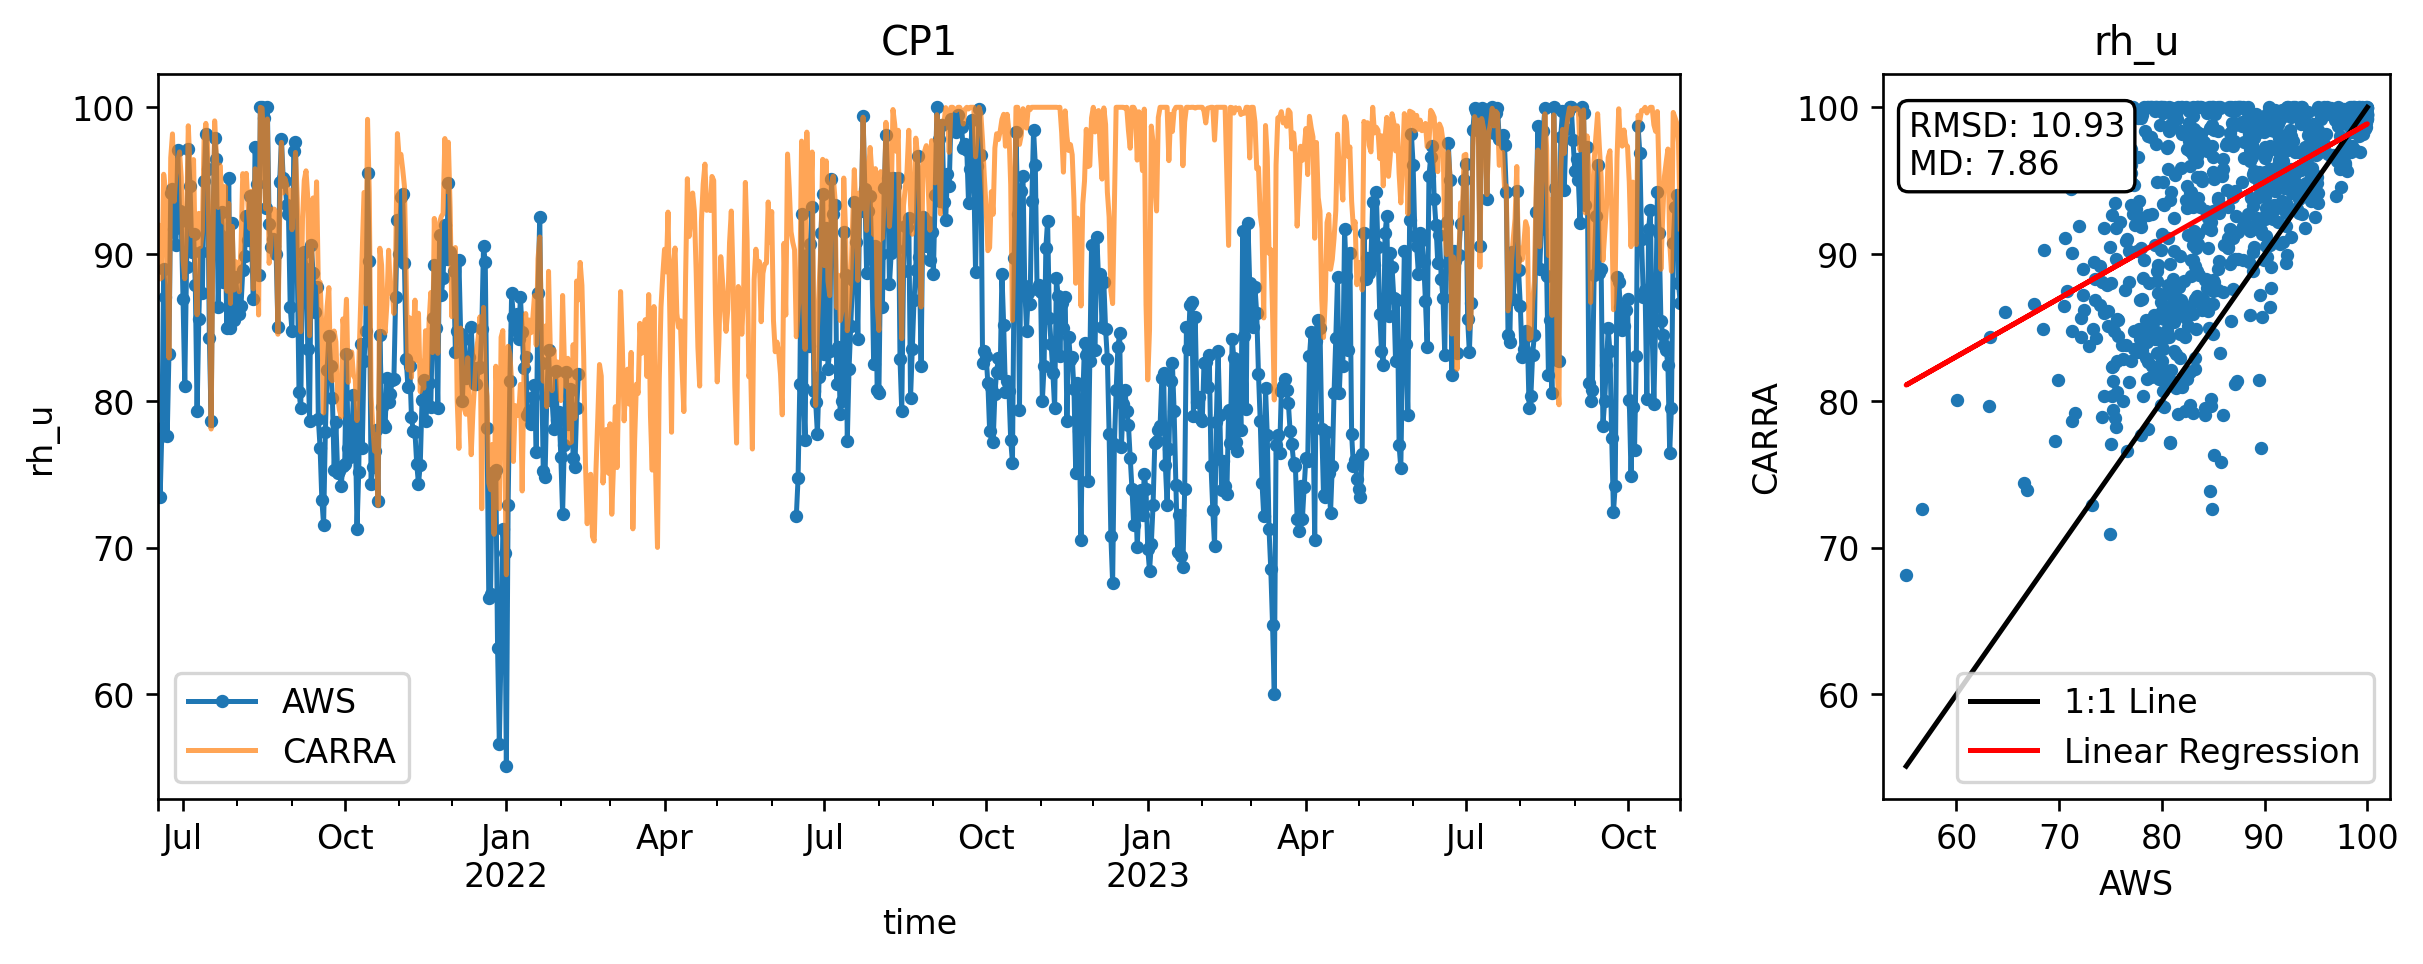 CP1
rh_u
100
90
80
70
60
AWS
CARRA
Jul
Oct
Jan
2022
Apr
Jul
Oct
Jan
2023
Apr
Jul
Oct
time
rh_u
CARRA
100
90
80
70
60
RMSD: 10.93
MD: 7.86
1:1 Line
Linear Regression
60 70 80 90 100
AWS